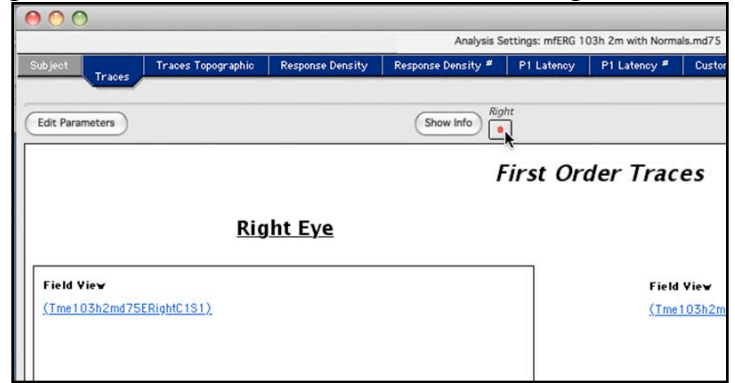 Analysis Settings: mfERG 103h 2m with Normals.md75
Subject Traces Traces Topographic Response Density Response Density # P1 Latency P1 Latency #
Right
Edit Parameters Show Info
First Order Traces
Right Eye
Field View Field View
(Tme103h2md75ERightC1S1) (Tme103h2m